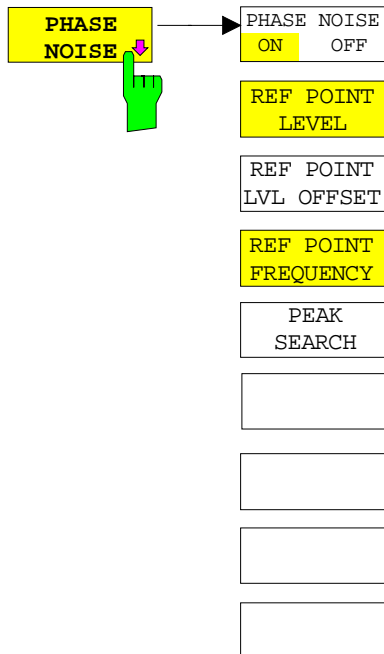 PHASE
NOISE
PHASE NOISE
ON OFF
REF POINT
LEVEL
REF POINT
LVL OFFSET
REF POINT
FREQUENCY
PEAK
SEARCH